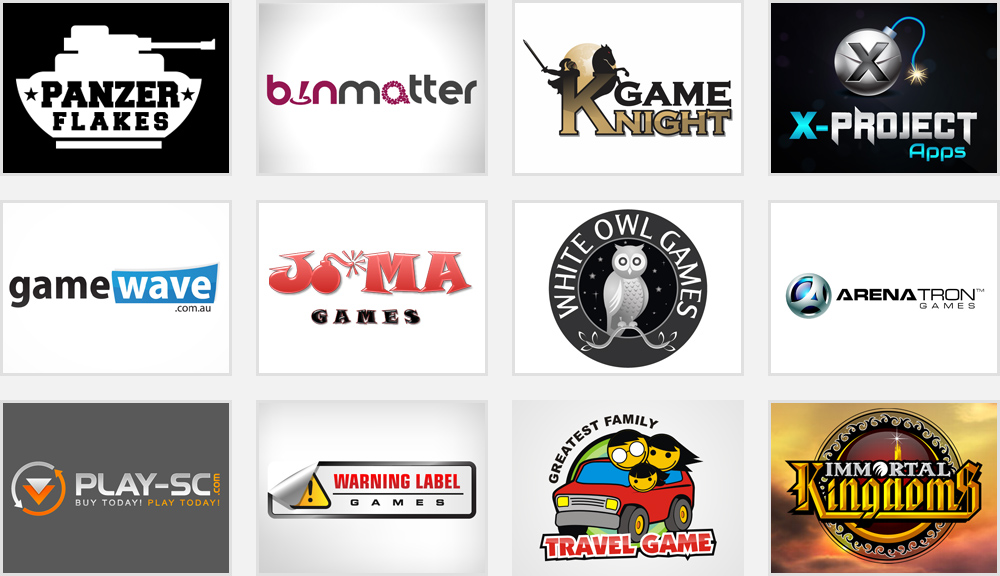 PANZER
FLAKES
binmatter
GAME
KNIGHT
X
X-PROJECT
Apps
gamewave
.com.au
JOMA
GAMES
WHITE OWL GAMES
ARENATRON™
GAMES
PLAY-SC.com
BUY TODAY! PLAY TODAY!
! WARNING LABEL
GAMES
GREATEST FAMILY
TRAVEL GAME
IMMORTAL
Kingdoms